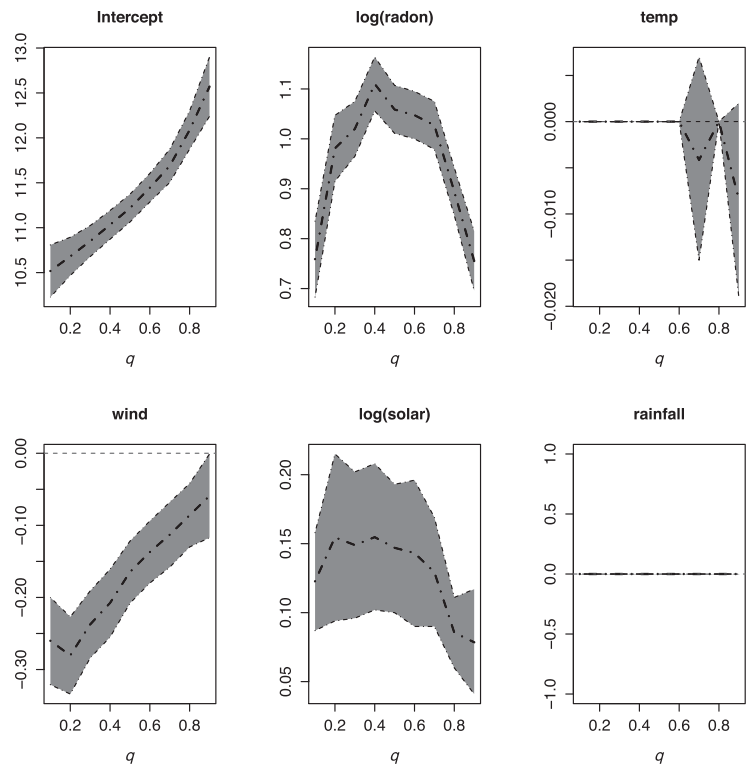 Intercept
10.5 11.0 11.5 12.0 12.5 13.0
0.2 0.4 0.6 0.8
q
log(radon)
0.7 0.8 0.9 1.0 1.1
0.2 0.4 0.6 0.8
q
temp
−0.020 −0.010 0.000
0.2 0.4 0.6 0.8
q
wind
−0.30 −0.20 −0.10 0.00
0.2 0.4 0.6 0.8
q
log(solar)
0.05 0.10 0.15 0.20
0.2 0.4 0.6 0.8
q
rainfall
−1.0 −0.5 0.0 0.5 1.0
0.2 0.4 0.6 0.8
q